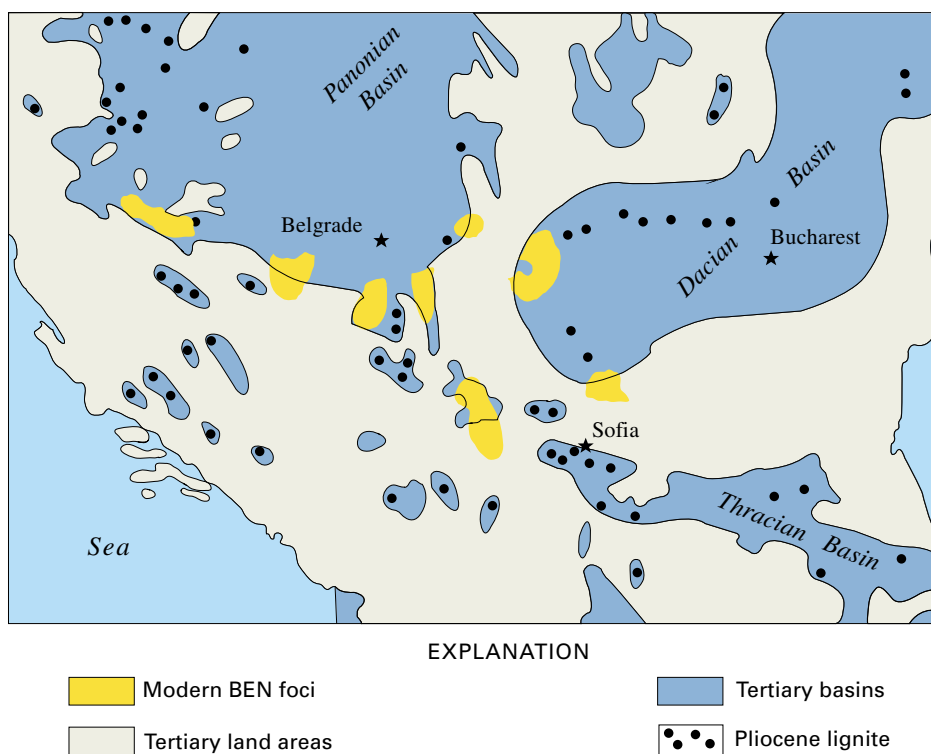 Panonian
Basin
Basin
Dacian
Belgrade
Bucharest
Sofia
Thracian Basin
Sea
EXPLANATION
Modern BEN foci
Tertiary basins
Tertiary land areas
Pliocene lignite